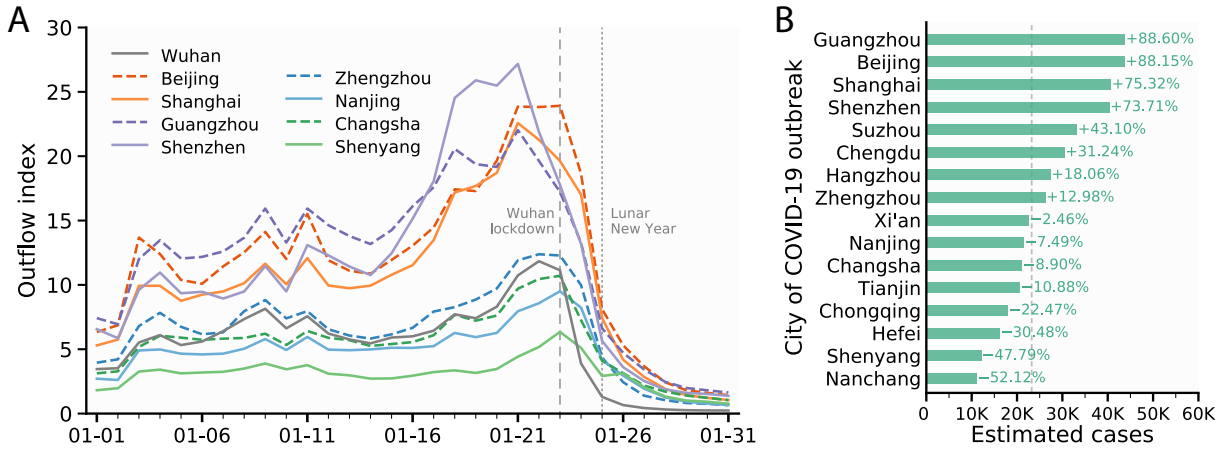 A
Outflow index
30
25
20
15
10
5
0
Wuhan
Beijing
Shanghai
Guangzhou
Shenzhen
Zhengzhou
Nanjing
Changsha
Shenyang
Wuhan
lockdown
Lunar
New Year
01-01 01-06 01-11 01-16 01-21 01-26 01-31
B
City of COVID-19 outbreak
Guangzhou +88.60%
Beijing +88.15%
Shanghai +75.32%
Shenzhen +73.71%
Suzhou +43.10%
Chengdu +31.24%
Hangzhou +18.06%
Zhengzhou +12.98%
Xi'an −2.46%
Nanjing −7.49%
Changsha −8.90%
Tianjin −10.88%
Chongqing −22.47%
Hefei −30.48%
Shenyang −47.79%
Nanchang −52.12%
0 10K 20K 30K 40K 50K 60K
Estimated cases